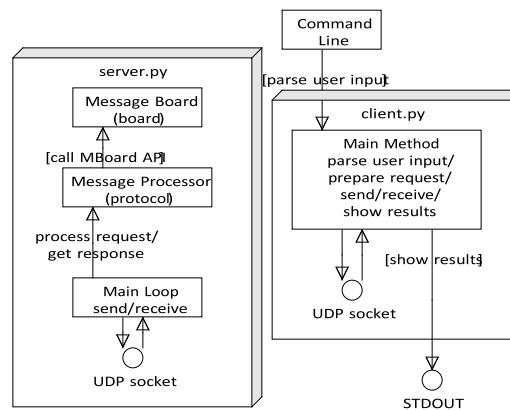 Command
Line
[parse user input]
server.py
Message Board
(board)
[call MBoard API]
Message Processor
(protocol)
process request/
get response
Main Loop
send/receive
UDP socket
client.py
Main Method
parse user input/
prepare request/
send/receive/
show results
[show results]
UDP socket
STDOUT